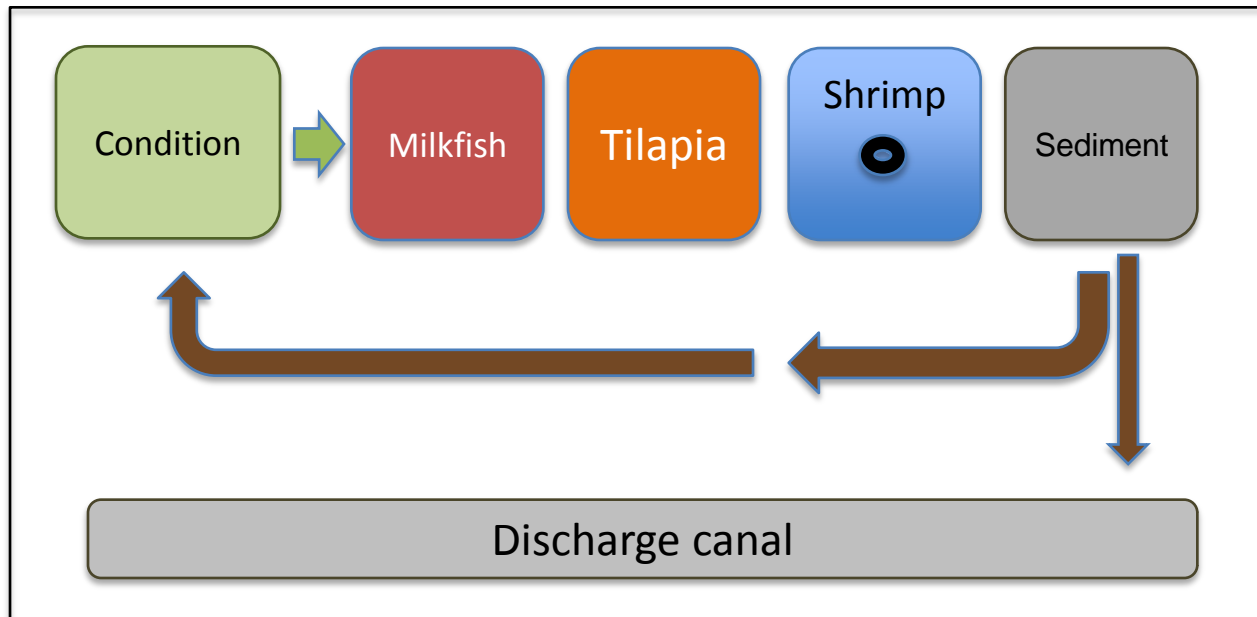 Condition
Milkfish
Tilapia
Shrimp
Sediment
Discharge canal